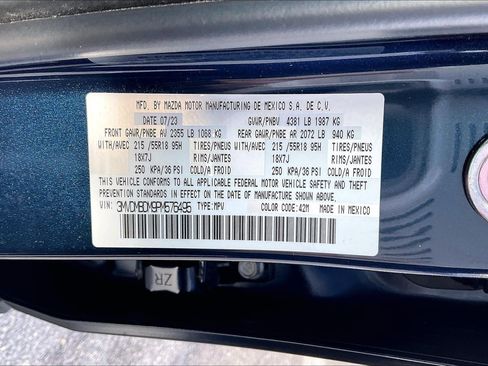 MFD. BY MAZDA MOTOR MANUFACTURING DE MEXICO S.A. DE C.V.
DATE 07/23 GVWR/PNBV 4381 LB 1987 KG
FRONT GAWR/PNBE AV 2355 LB 1068 KG REAR GAWR/PNBE AR 2072 LB 940 KG
WITH/AVEC 215 /55R18 95H TIRES/PNEUS WITH/AVEC 215 /55R18 95H TIRES/PNEUS
18X7J RIMS/JANTES 18X7J RIMS/JANTES
250 KPA/36 PSI COLD/A FROID 250 KPA/36 PSI COLD/A FROID
THIS VEHICLE CONFORMS TO ALL APPLICABLE FEDERAL MOTOR VEHICLE SAFETY AND THEFT
PREVENTION STANDARDS IN EFFECT ON THE DATE OF MANUFACTURE SHOWN ABOVE.
VIN: 3MVDMBDM9PM576495 TYPE:MPV COLOR CODE:42M MADE IN MEXICO
ZR